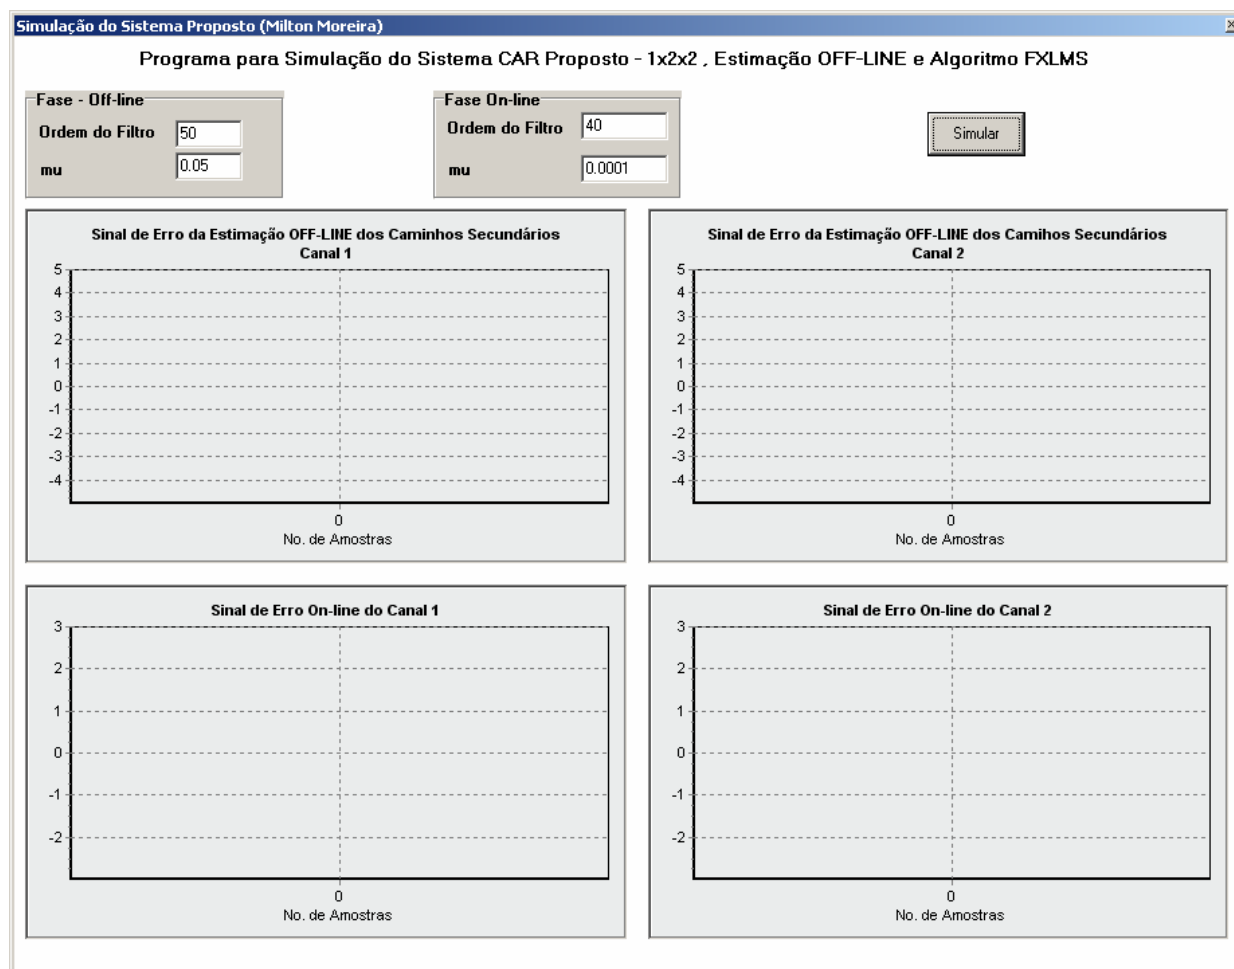 Simulação do Sistema Proposto (Milton Moreira)
Programa para Simulação do Sistema CAR Proposto - 1x2x2 , Estimação OFF-LINE e Algoritmo FXLMS
Fase - Off-line
Ordem do Filtro 50
mu 0.05
Fase On-line
Ordem do Filtro 40
mu 0.0001
Simular
Sinal de Erro da Estimação OFF-LINE dos Caminhos Secundários
Canal 1
5
4
3
2
1
0
-1
-2
-3
-4
0
No. de Amostras
Sinal de Erro da Estimação OFF-LINE dos Camihos Secundários
Canal 2
5
4
3
2
1
0
-1
-2
-3
-4
0
No. de Amostras
Sinal de Erro On-line do Canal 1
3
2
1
0
-1
-2
0
No. de Amostras
Sinal de Erro On-line do Canal 2
3
2
1
0
-1
-2
0
No. de Amostras